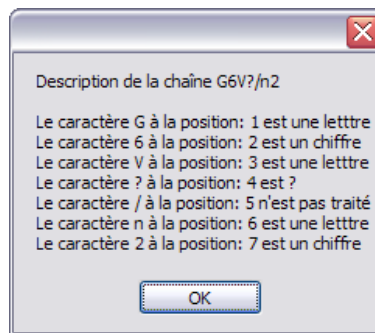 Description de la chaîne G6V?/n2
Le caractère G à la position: 1 est une letttre
Le caractère 6 à la position: 2 est un chiffre
Le caractère V à la position: 3 est une letttre
Le caractère ? à la position: 4 est ?
Le caractère / à la position: 5 n'est pas traité
Le caractère n à la position: 6 est une letttre
Le caractère 2 à la position: 7 est un chiffre
OK